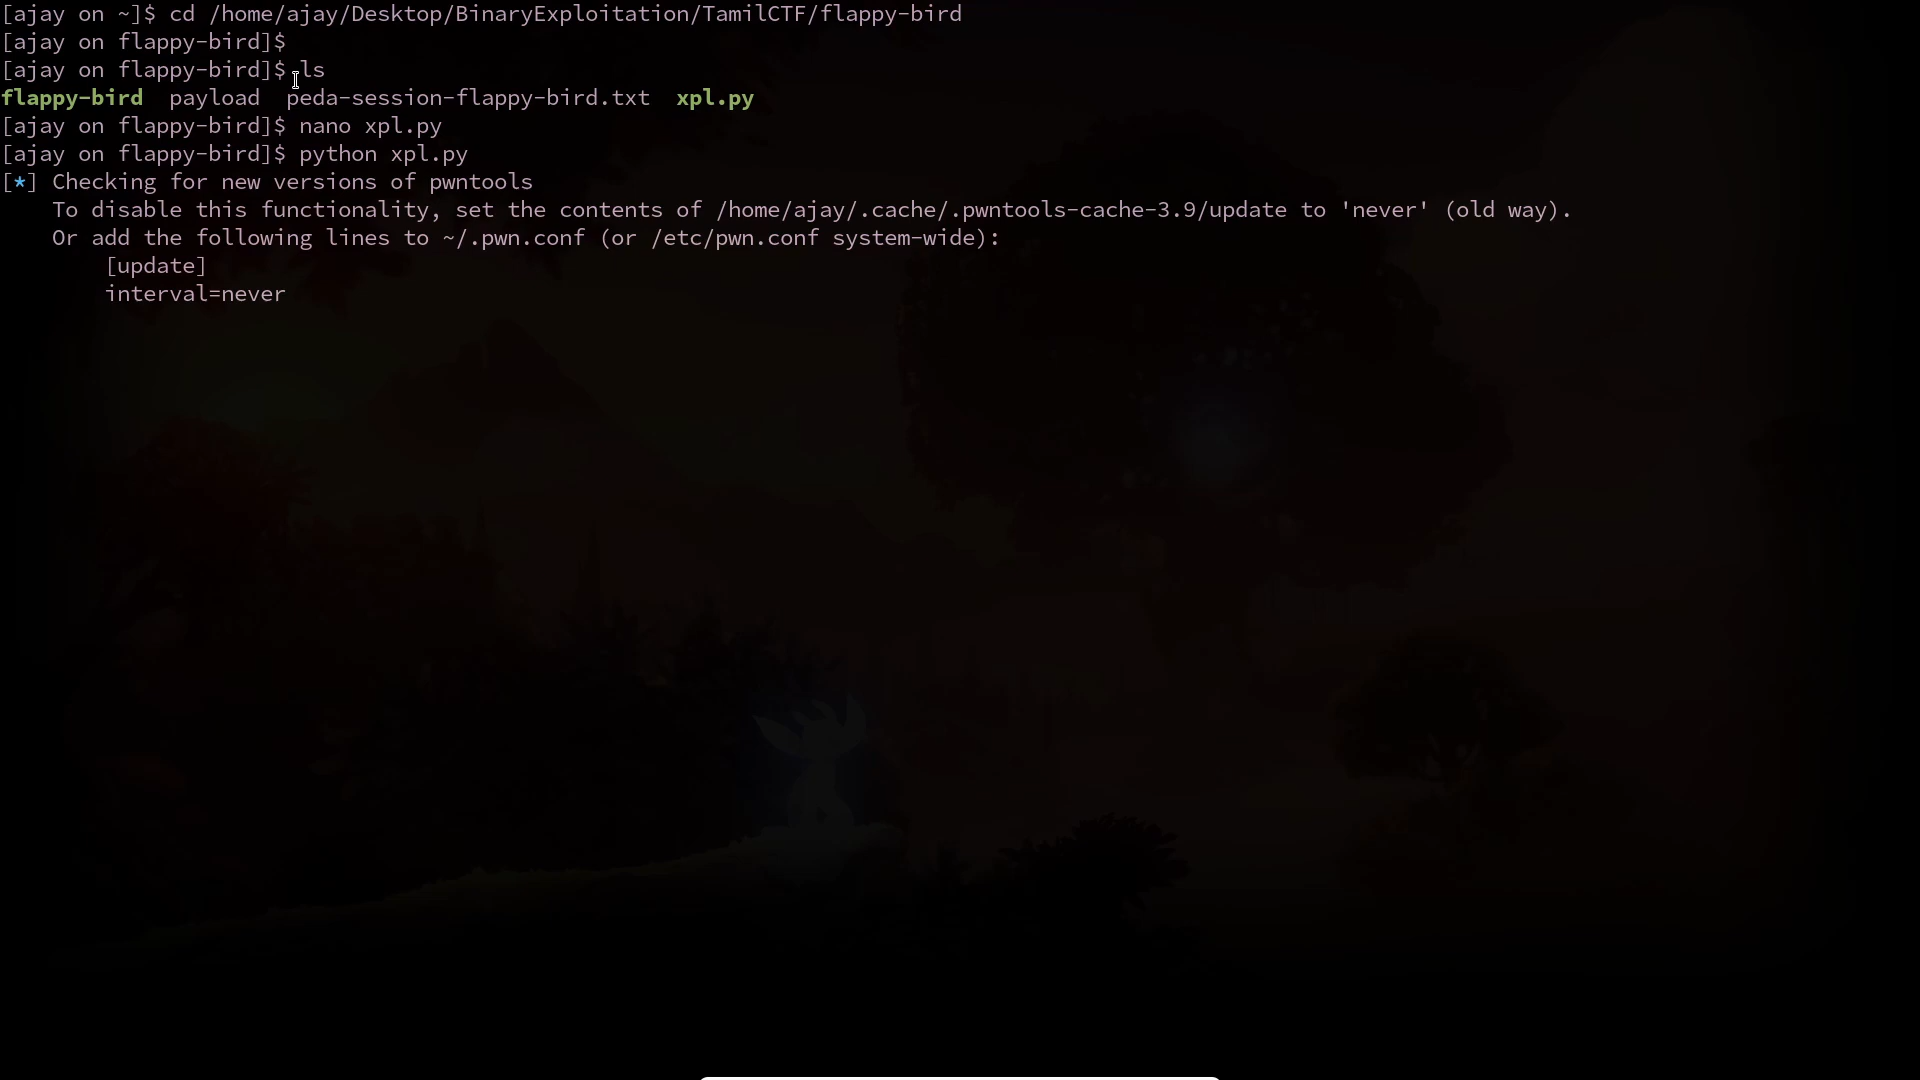 [ajay on ~]$ cd /home/ajay/Desktop/BinaryExploitation/TamilCTF/flappy-bird
[ajay on flappy-bird]$
[ajay on flappy-bird]$ ls
flappy-bird  payload  peda-session-flappy-bird.txt  xpl.py
[ajay on flappy-bird]$ nano xpl.py
[ajay on flappy-bird]$ python xpl.py
[*] Checking for new versions of pwntools
    To disable this functionality, set the contents of /home/ajay/.cache/.pwntools-cache-3.9/update to 'never' (old way).
    Or add the following lines to ~/.pwn.conf (or /etc/pwn.conf system-wide):
        [update]
        interval=never